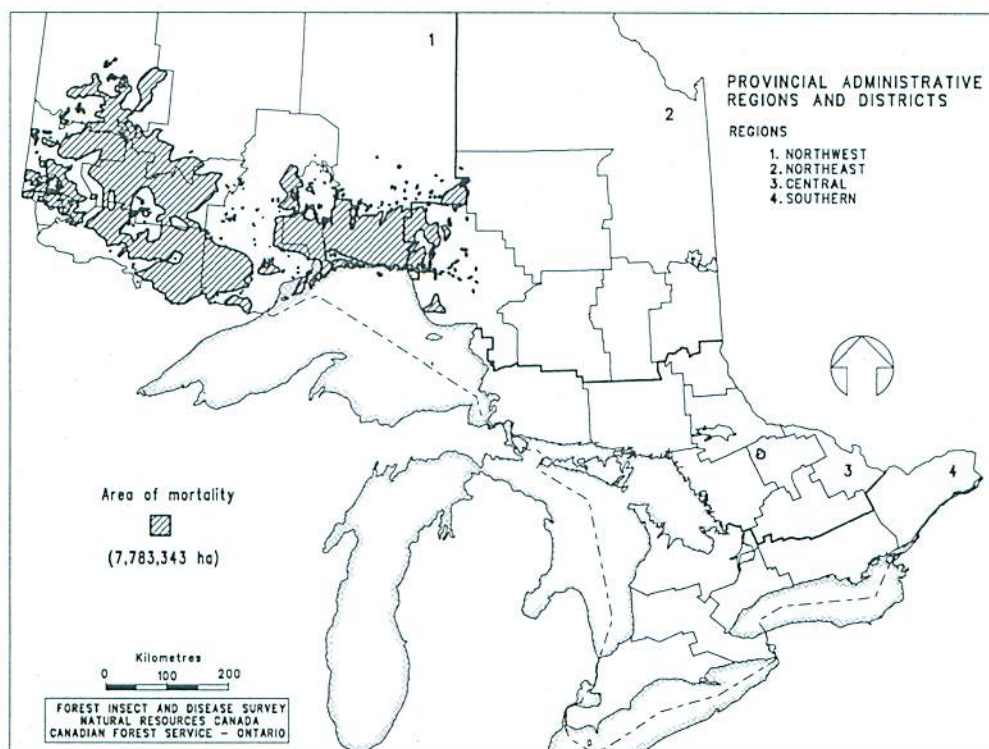 1
2
PROVINCIAL ADMINISTRATIVE
REGIONS AND DISTRICTS
REGIONS
1. NORTHWEST
2. NORTHEAST
3. CENTRAL
4. SOUTHERN
3
4
Area of mortality
(7,783,343 ha)
Kilometres
0 100 200
FOREST INSECT AND DISEASE SURVEY
NATURAL RESOURCES CANADA
CANADIAN FOREST SERVICE - ONTARIO